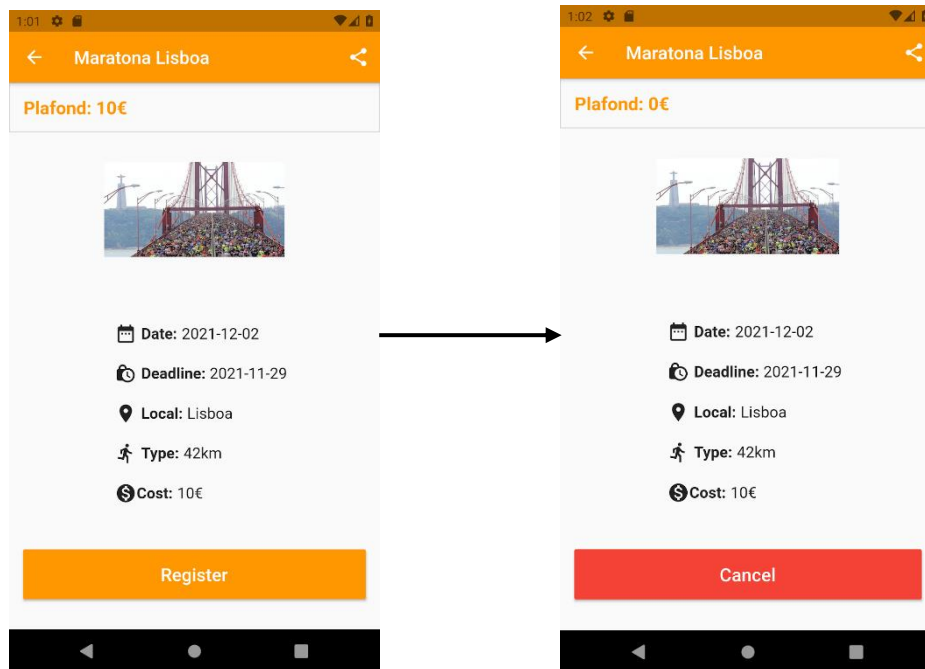 1:01
Maratona Lisboa
Plafond: 10€
Date: 2021-12-02
Deadline: 2021-11-29
Local: Lisboa
Type: 42km
Cost: 10€
Register
1:02
Maratona Lisboa
Plafond: 0€
Date: 2021-12-02
Deadline: 2021-11-29
Local: Lisboa
Type: 42km
Cost: 10€
Cancel